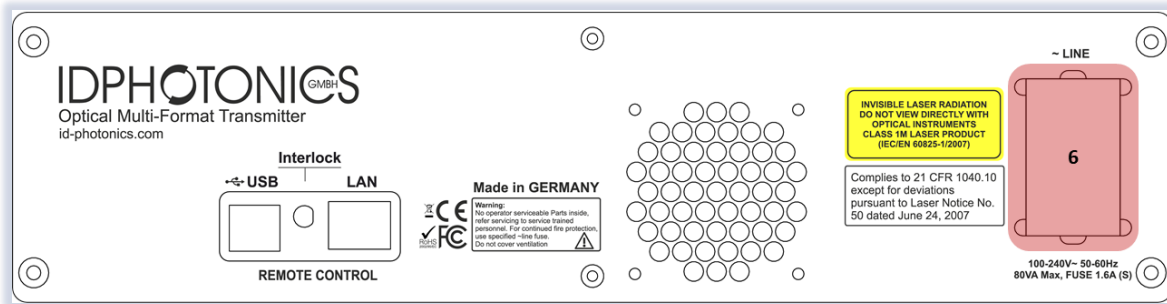 IDPHOTONICS GMBH
Optical Multi-Format Transmitter
id-photonics.com
Interlock
USB
LAN
REMOTE CONTROL
RoHS
CE
FC
Made in GERMANY
Warning:
No operator serviceable Parts inside,
refer servicing to service trained
personnel. For continued fire protection,
use specified ~line fuse.
Do not cover ventilation
INVISIBLE LASER RADIATION
DO NOT VIEW DIRECTLY WITH
OPTICAL INSTRUMENTS
CLASS 1M LASER PRODUCT
(IEC/EN 60825-1/2007)
Complies to 21 CFR 1040.10
except for deviations
pursuant to Laser Notice No.
50 dated June 24, 2007
~ LINE
6
100-240V~ 50-60Hz
80VA Max, FUSE 1.6A (S)